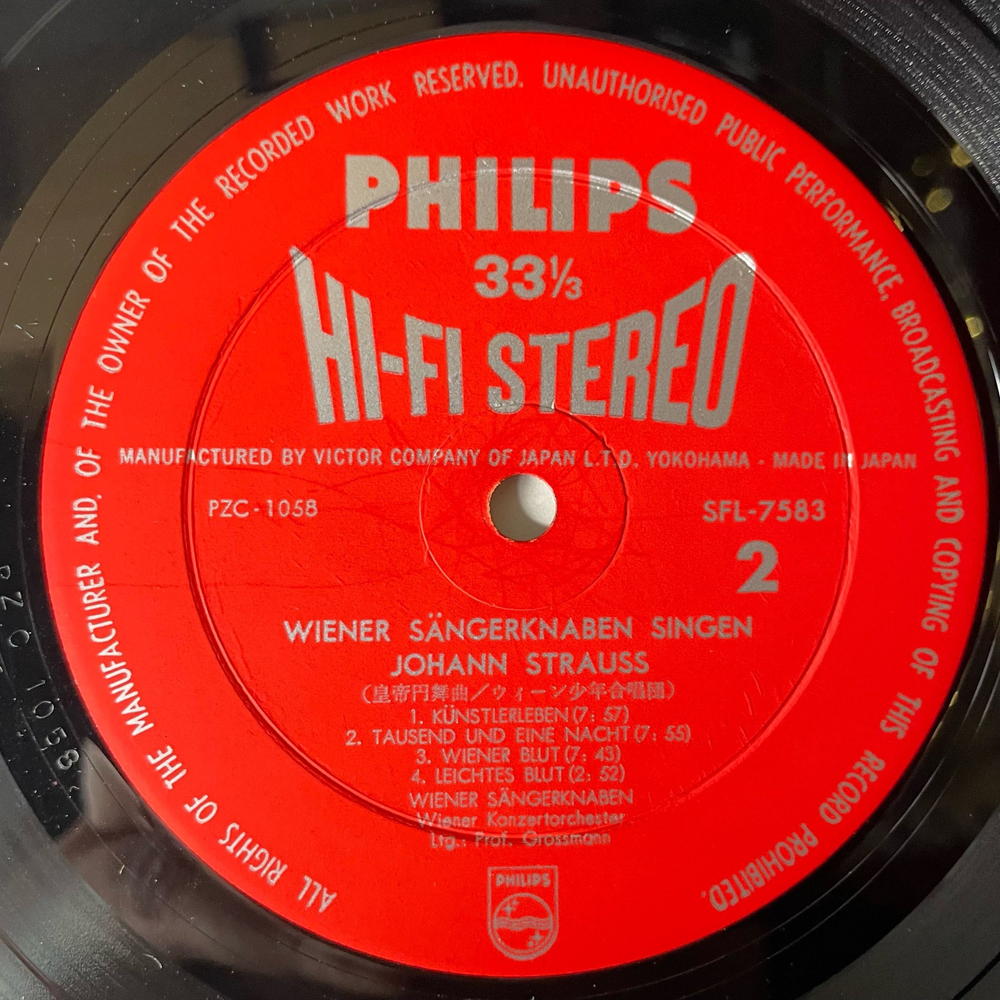 ALL RIGHTS OF THE MANUFACTURER AND. OF THE OWNER OF THE RECORDED WORK RESERVED. UNAUTHORISED PUBLIC PERFORMANCE, BROADCASTING AND COPYING OF THIS RECORD PROHIBITED.
PHILIPS
33⅓
HI-FI STEREO
MANUFACTURED BY VICTOR COMPANY OF JAPAN L.T.D. YOKOHAMA - MADE IN JAPAN
PZC-1058
SFL-7583
2
WIENER SÄNGERKNABEN SINGEN
JOHANN STRAUSS
(皇帝円舞曲／ウィーン少年合唱団)
1. KÜNSTLERLEBEN(7: 57)
2. TAUSEND UND EINE NACHT(7: 55)
3. WIENER BLUT(7: 43)
4. LEICHTES BLUT(2: 52)
WIENER SÄNGERKNABEN
Wiener Konzertorchester
Ltg.: Prof. Grossmann
PHILIPS
PZC 1058